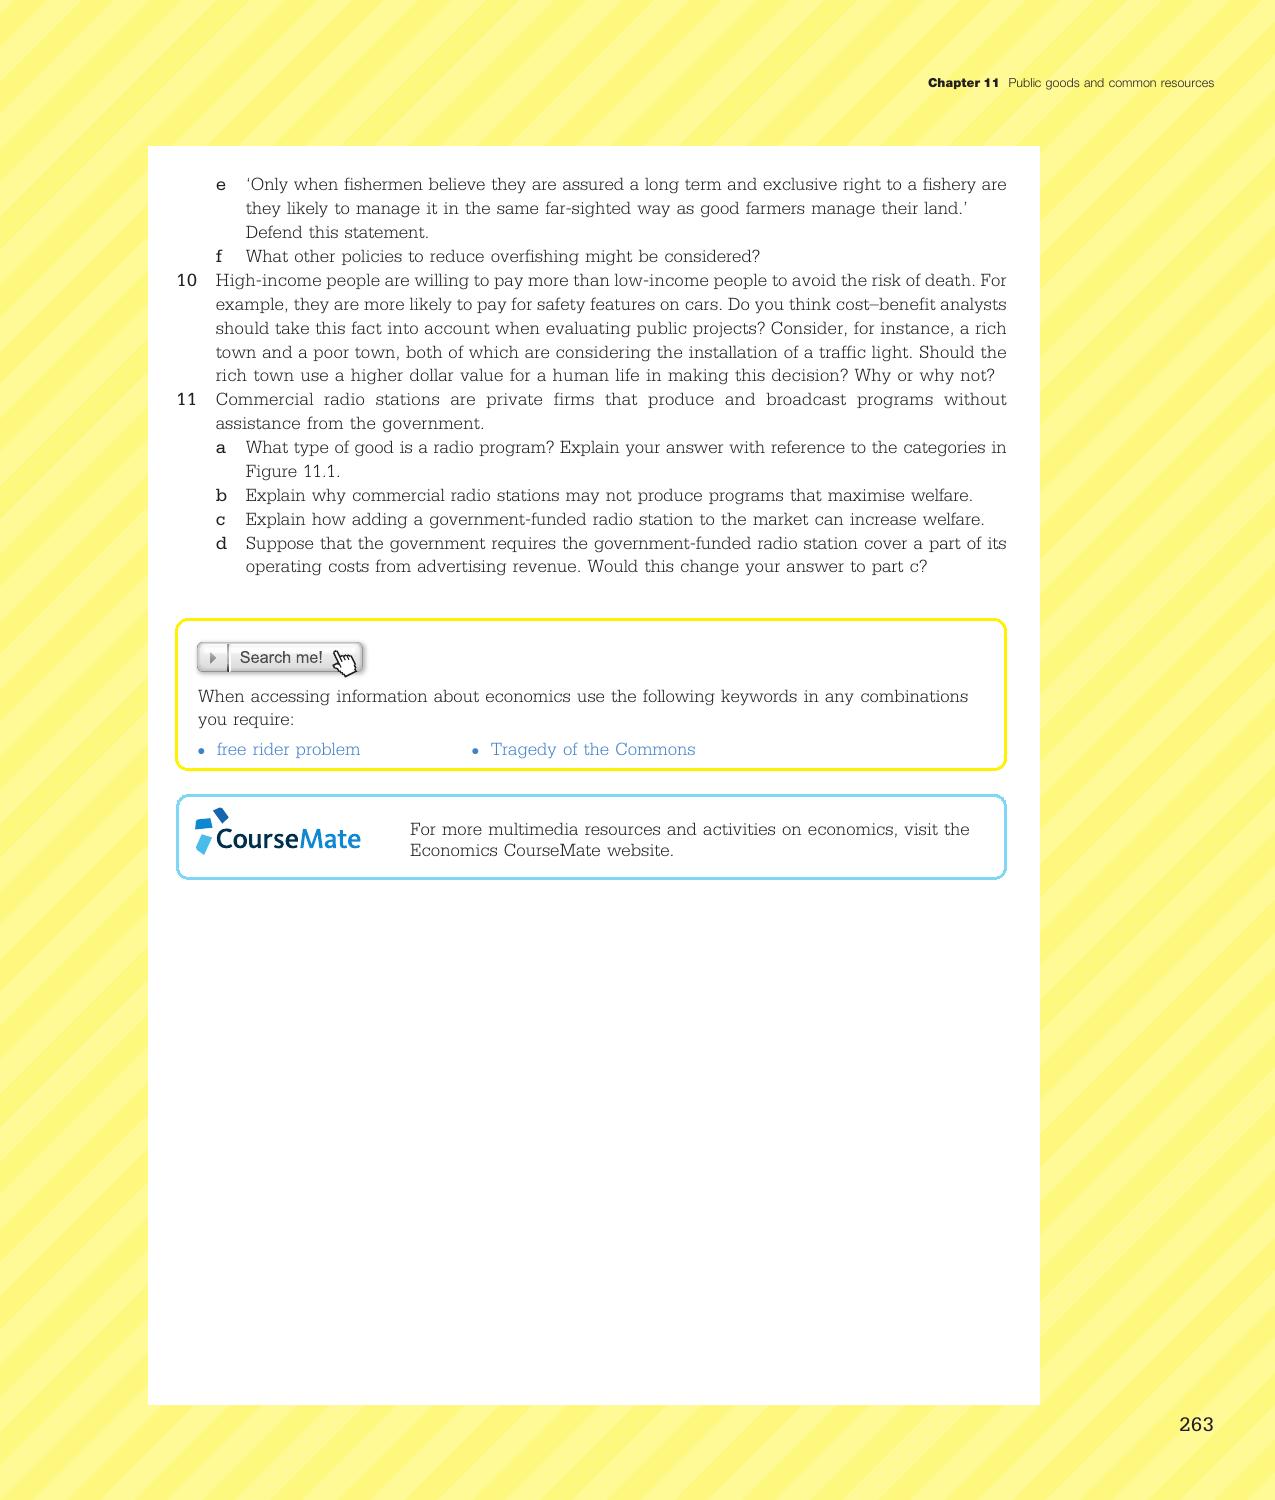 Chapter 11 Public goods and common resources
e ‘Only when fishermen believe they are assured a long term and exclusive right to a fishery are
they likely to manage it in the same far-sighted way as good farmers manage their land.’
Defend this statement.
f What other policies to reduce overfishing might be considered?
10 High-income people are willing to pay more than low-income people to avoid the risk of death. For
example, they are more likely to pay for safety features on cars. Do you think cost–benefit analysts
should take this fact into account when evaluating public projects? Consider, for instance, a rich
town and a poor town, both of which are considering the installation of a traffic light. Should the
rich town use a higher dollar value for a human life in making this decision? Why or why not?
11 Commercial radio stations are private firms that produce and broadcast programs without
assistance from the government.
a What type of good is a radio program? Explain your answer with reference to the categories in
Figure 11.1.
b Explain why commercial radio stations may not produce programs that maximise welfare.
c Explain how adding a government-funded radio station to the market can increase welfare.
d Suppose that the government requires the government-funded radio station cover a part of its
operating costs from advertising revenue. Would this change your answer to part c?
Search me!
When accessing information about economics use the following keywords in any combinations
you require:
• free rider problem • Tragedy of the Commons
CourseMate
For more multimedia resources and activities on economics, visit the
Economics CourseMate website.
263